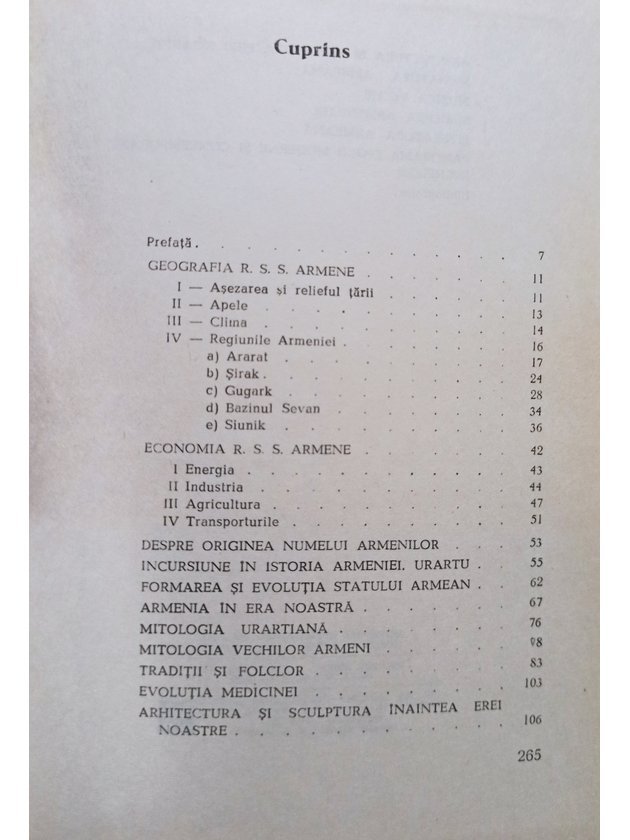 Cuprins
Prefață . . . . . . . . . . . . 7
GEOGRAFIA R. S. S. ARMENE . . . . . . 11
I — Așezarea și relieful țării . . . . . . 11
II — Apele . . . . . . . . . . 13
III — Clima . . . . . . . . . . 14
IV — Regiunile Armeniei . . . . . . . 16
a) Ararat . . . . . . . . . 17
b) Șirak . . . . . . . . . . 24
c) Gugark . . . . . . . . . 28
d) Bazinul Sevan . . . . . . . 34
e) Siunik . . . . . . . . . 36
ECONOMIA R. S. S. ARMENE . . . . . . . 42
I Energia . . . . . . . . . . 43
II Industria . . . . . . . . . . 44
III Agricultura . . . . . . . . . 47
IV Transporturile . . . . . . . . . 51
DESPRE ORIGINEA NUMELUI ARMENILOR . . . 53
INCURSIUNE ÎN ISTORIA ARMENIEI. URARTU . . 55
FORMAREA ȘI EVOLUȚIA STATULUI ARMEAN . . 62
ARMENIA ÎN ERA NOASTRĂ . . . . . . . 67
MITOLOGIA URARTIANĂ . . . . . . . . 76
MITOLOGIA VECHILOR ARMENI . . . . . . 98
TRADIȚII ȘI FOLCLOR . . . . . . . . . 83
EVOLUȚIA MEDICINEI . . . . . . . . . 103
ARHITECTURA ȘI SCULPTURA ÎNAINTEA EREI
NOASTRE . . . . . . . . . . . . 106
265